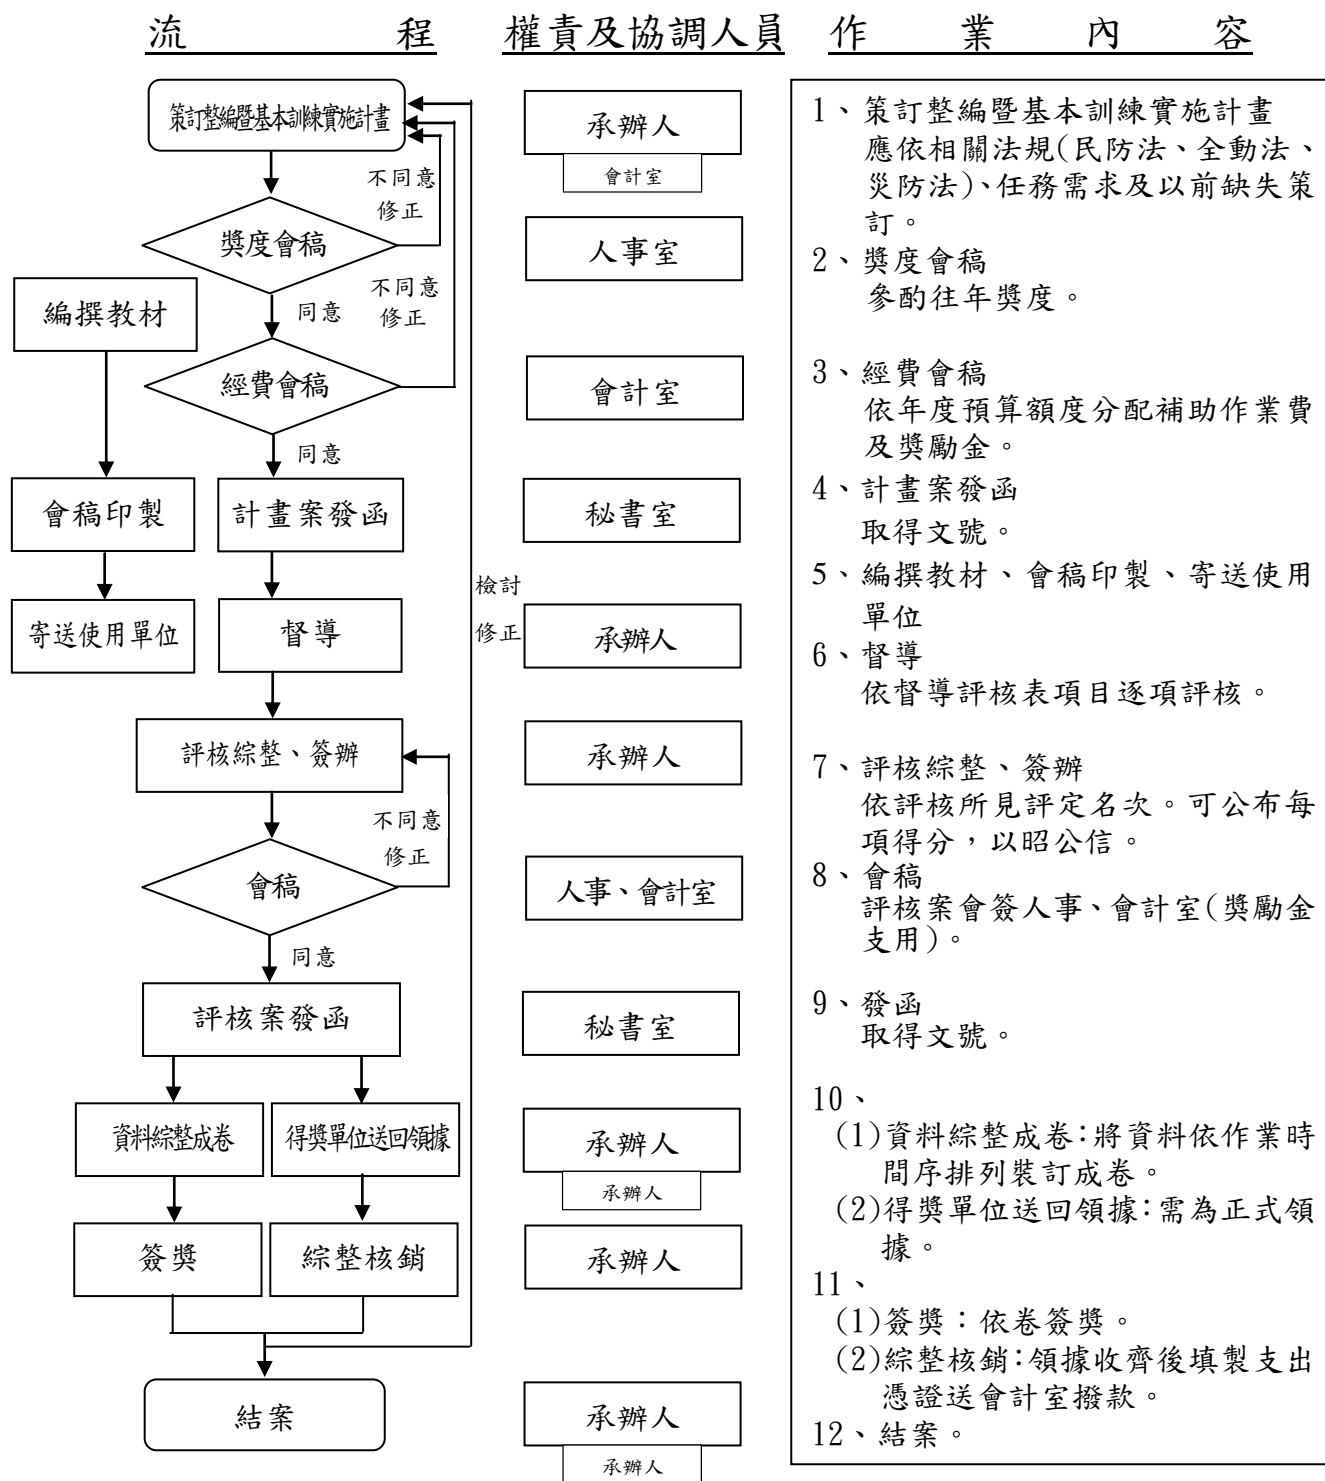 流程 權責及協調人員 作業內容
策訂整編暨基本訓練實施計畫
不同意
修正
獎度會稿
同意
不同意
修正
編撰教材
經費會稿
同意
會稿印製
計畫案發函
寄送使用單位
督導
檢討
修正
評核綜整、簽辦
不同意
修正
會稿
同意
評核案發函
資料綜整成卷
得獎單位送回領據
簽獎
綜整核銷
結案
承辦人
會計室
人事室
會計室
秘書室
承辦人
承辦人
人事、會計室
秘書室
承辦人
承辦人
承辦人
承辦人
承辦人
1、策訂整編暨基本訓練實施計畫
應依相關法規(民防法、全動法、
災防法)、任務需求及以前缺失策
訂。
2、獎度會稿
參酌往年獎度。
3、經費會稿
依年度預算額度分配補助作業費
及獎勵金。
4、計畫案發函
取得文號。
5、編撰教材、會稿印製、寄送使用
單位
6、督導
依督導評核表項目逐項評核。
7、評核綜整、簽辦
依評核所見評定名次。可公布每
項得分，以昭公信。
8、會稿
評核案會簽人事、會計室(獎勵金
支用)。
9、發函
取得文號。
10、
(1)資料綜整成卷:將資料依作業時
間序排列裝訂成卷。
(2)得獎單位送回領據:需為正式領
據。
11、
(1)簽獎：依卷簽獎。
(2)綜整核銷:領據收齊後填製支出
憑證送會計室撥款。
12、結案。